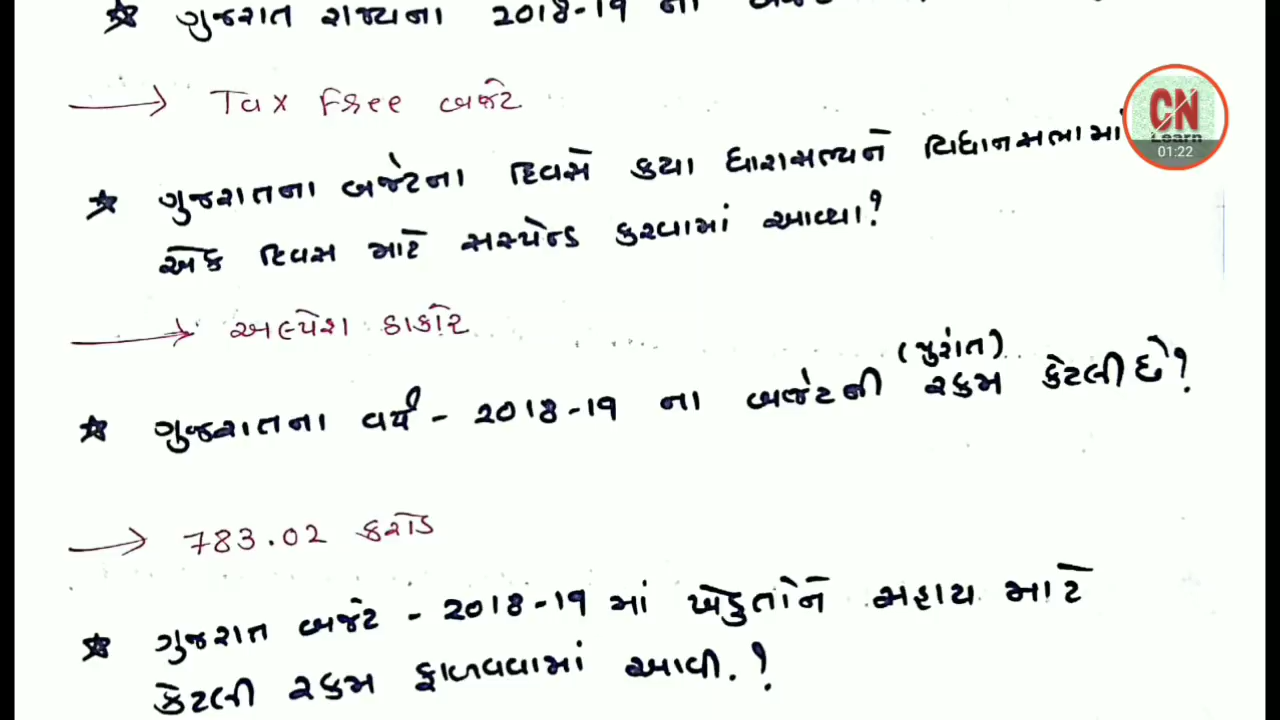 ☆ ગુજરાત રાજ્યના 2018-19 ના
→ Tax Free બજેટ
☆ ગુજરાતના બજેટના દિવસે કયા ધારાસભ્યને વિધાનસભામાં
એક દિવસ માટે સસ્પેન્ડ કરવામાં આવ્યા?
→ અલ્પેશ ઠાકોર
(પુરાંત)
☆ ગુજરાતના વર્ષ - 2018-19 ના બજેટની રકમ કેટલી છે?
→ 783.02 કરોડ
☆ ગુજરાત બજેટ - 2018-19 માં ખેડુતોને સહાય માટે
કેટલી રકમ ફાળવવામાં આવી.?
CN
Learn
01:22